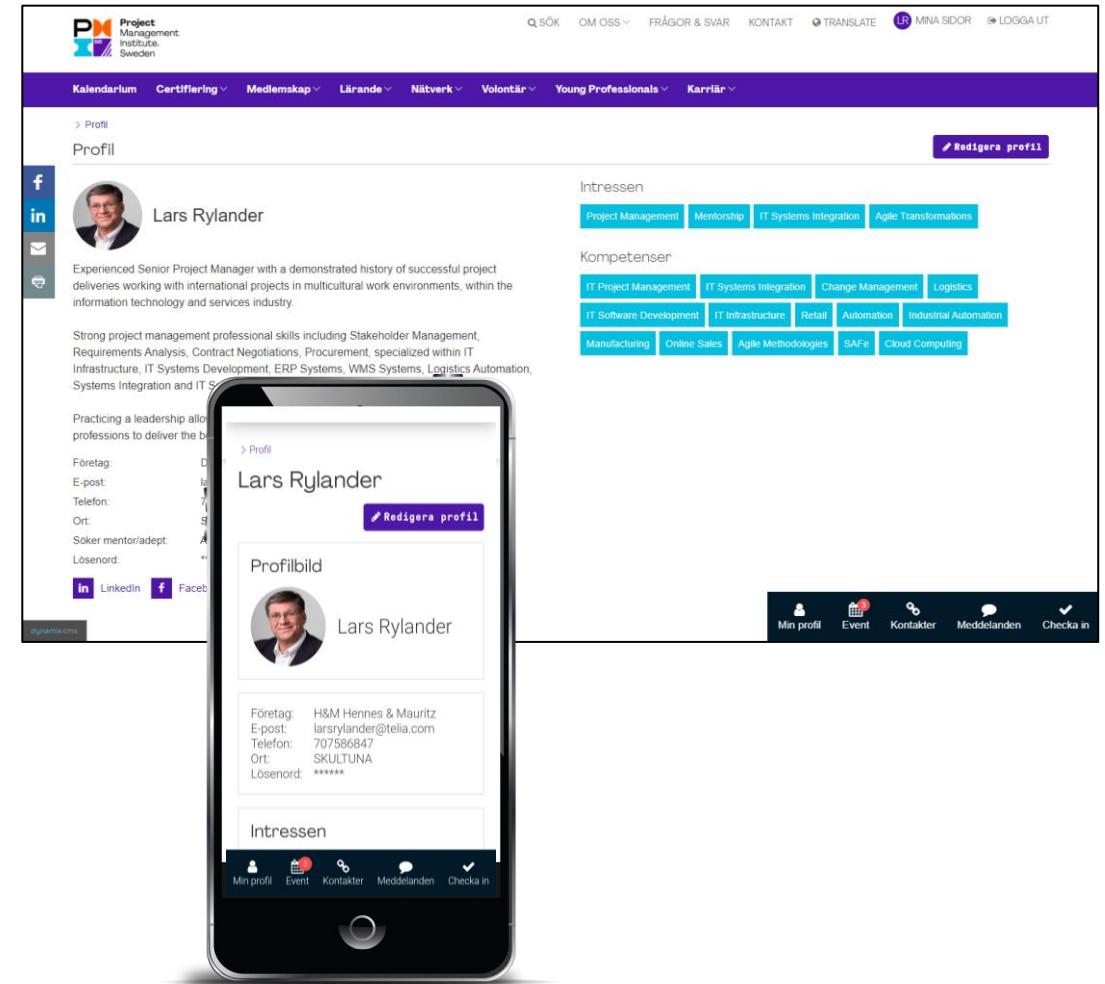 Project
Management
Institute.
Sweden
SÖK OM OSS FRÅGOR & SVAR KONTAKT TRANSLATE LR MINA SIDOR LOGGA UT
Kalendarium Certifiering Medlemskap Lärande Nätverk Volontär Young Professionals Karriär
> Profil
Profil
Redigera profil
Lars Rylander
Experienced Senior Project Manager with a demonstrated history of successful project
deliveries working with international projects in multicultural work environments, within the
information technology and services industry.
Strong project management professional skills including Stakeholder Management,
Requirements Analysis, Contract Negotiations, Procurement, specialized within IT
Infrastructure, IT Systems Development, ERP Systems, WMS Systems, Logistics Automation,
Systems Integration and IT
Practicing a leadership
professions to deliver the
Företag:
E-post:
Telefon:
Ort:
Söker mentor/adept:
Lösenord:
in LinkedIn f
Intressen
Project Management Mentorship IT Systems Integration Agile Transformations
Kompetenser
IT Project Management IT Systems Integration Change Management Logistics
IT Software Development IT Infrastructure Retail Automation Industrial Automation
Manufacturing Online Sales Agile Methodologies SAFe Cloud Computing
f
in
dynamix cms
3
Min profil Event Kontakter Meddelanden Checka in
> Profil
Lars Rylander
Redigera profil
Profilbild
Lars Rylander
Företag: H&M Hennes & Mauritz
E-post: larsrylander@telia.com
Telefon: 707586847
Ort: SKULTUNA
Lösenord: ******
Intressen
3
Min profil Event Kontakter Meddelanden Checka in